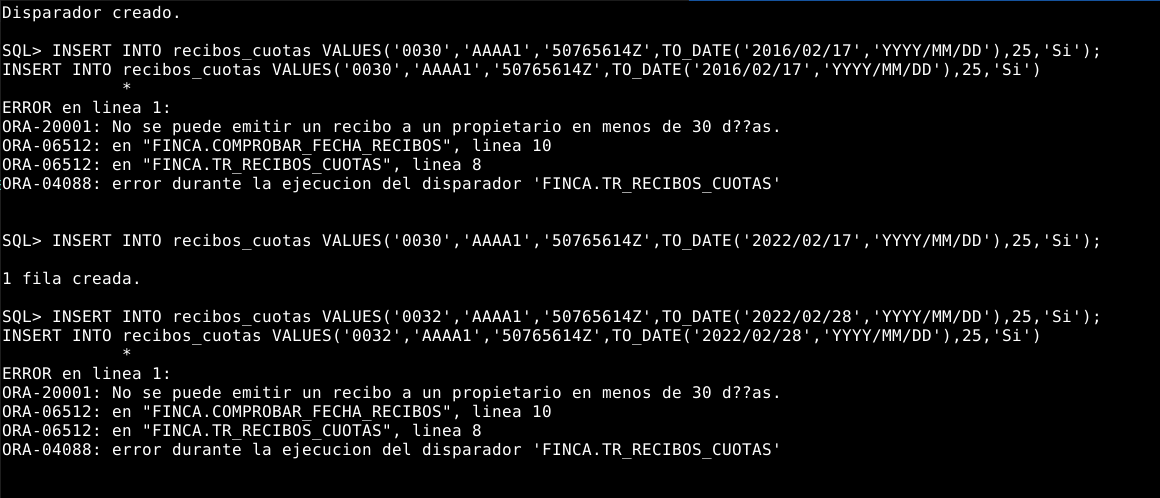 Disparador creado.
SQL> INSERT INTO recibos_cuotas VALUES('0030','AAAA1','50765614Z',TO_DATE('2016/02/17','YYYY/MM/DD'),25,'Si');
INSERT INTO recibos_cuotas VALUES('0030','AAAA1','50765614Z',TO_DATE('2016/02/17','YYYY/MM/DD'),25,'Si')
*
ERROR en linea 1:
ORA-20001: No se puede emitir un recibo a un propietario en menos de 30 d??as.
ORA-06512: en "FINCA.COMPROBAR_FECHA_RECIBOS", linea 10
ORA-06512: en "FINCA.TR_RECIBOS_CUOTAS", linea 8
ORA-04088: error durante la ejecucion del disparador 'FINCA.TR_RECIBOS_CUOTAS'
SQL> INSERT INTO recibos_cuotas VALUES('0030','AAAA1','50765614Z',TO_DATE('2022/02/17','YYYY/MM/DD'),25,'Si');
1 fila creada.
SQL> INSERT INTO recibos_cuotas VALUES('0032','AAAA1','50765614Z',TO_DATE('2022/02/28','YYYY/MM/DD'),25,'Si');
INSERT INTO recibos_cuotas VALUES('0032','AAAA1','50765614Z',TO_DATE('2022/02/28','YYYY/MM/DD'),25,'Si')
*
ERROR en linea 1:
ORA-20001: No se puede emitir un recibo a un propietario en menos de 30 d??as.
ORA-06512: en "FINCA.COMPROBAR_FECHA_RECIBOS", linea 10
ORA-06512: en "FINCA.TR_RECIBOS_CUOTAS", linea 8
ORA-04088: error durante la ejecucion del disparador 'FINCA.TR_RECIBOS_CUOTAS'